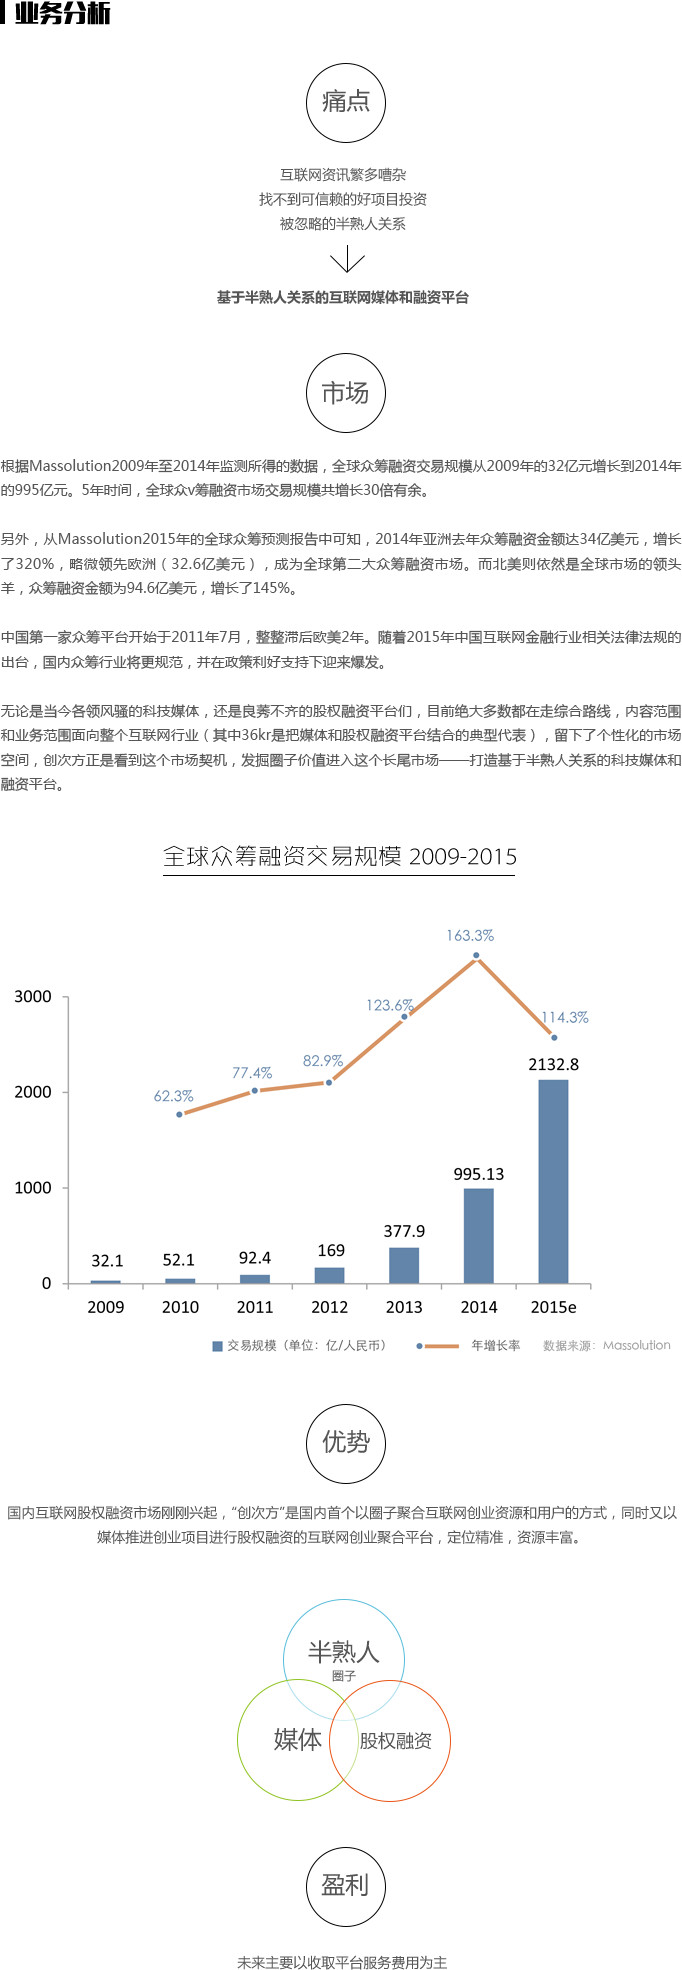 业务分析
痛点
互联网资讯繁多嘈杂
找不到可信赖的好项目投资
被忽略的半熟人关系
基于半熟人关系的互联网媒体和融资平台
市场
根据Massolution2009年至2014年监测所得的数据，全球众筹融资交易规模从2009年的32亿元增长到2014年
的995亿元。5年时间，全球众v筹融资市场交易规模共增长30倍有余。
另外，从Massolution2015年的全球众筹预测报告中可知，2014年亚洲去年众筹融资金额达34亿美元，增长
了320%，略微领先欧洲（32.6亿美元），成为全球第二大众筹融资市场。而北美则依然是全球市场的领头
羊，众筹融资金额为94.6亿美元，增长了145%。
中国第一家众筹平台开始于2011年7月，整整滞后欧美2年。随着2015年中国互联网金融行业相关法律法规的
出台，国内众筹行业将更规范，并在政策利好支持下迎来爆发。
无论是当今各领风骚的科技媒体，还是良莠不齐的股权融资平台们，目前绝大多数都在走综合路线，内容范围
和业务范围面向整个互联网行业（其中36kr是把媒体和股权融资平台结合的典型代表），留下了个性化的市场
空间，创次方正是看到这个市场契机，发掘圈子价值进入这个长尾市场——打造基于半熟人关系的科技媒体和
融资平台。
全球众筹融资交易规模 2009-2015
163.3%
3000
123.6%
114.3%
82.9%
77.4%
62.3%
2132.8
2000
1000
995.13
377.9
169
92.4
52.1
32.1
0
2009 2010 2011 2012 2013 2014 2015e
交易规模（单位：亿/人民币） 年增长率 数据来源：Massolution
优势
国内互联网股权融资市场刚刚兴起，“创次方”是国内首个以圈子聚合互联网创业资源和用户的方式，同时又以
媒体推进创业项目进行股权融资的互联网创业聚合平台，定位精准，资源丰富。
半熟人
圈子
媒体 股权融资
盈利
未来主要以收取平台服务费用为主